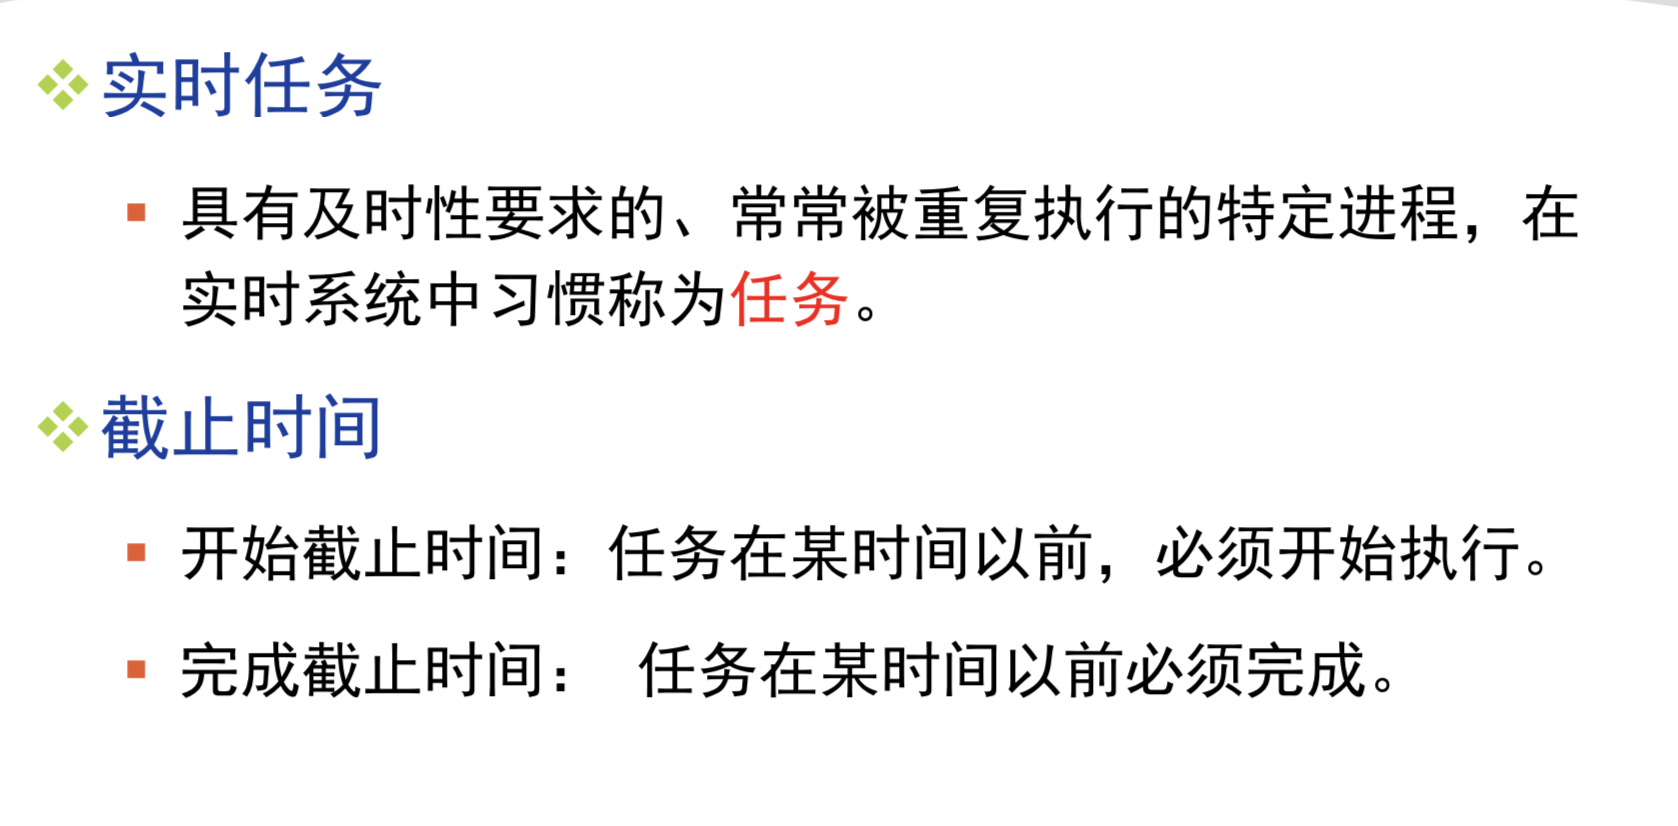 实时任务
具有及时性要求的、常常被重复执行的特定进程，在
实时系统中习惯称为任务。
截止时间
开始截止时间：任务在某时间以前，必须开始执行。
完成截止时间： 任务在某时间以前必须完成。